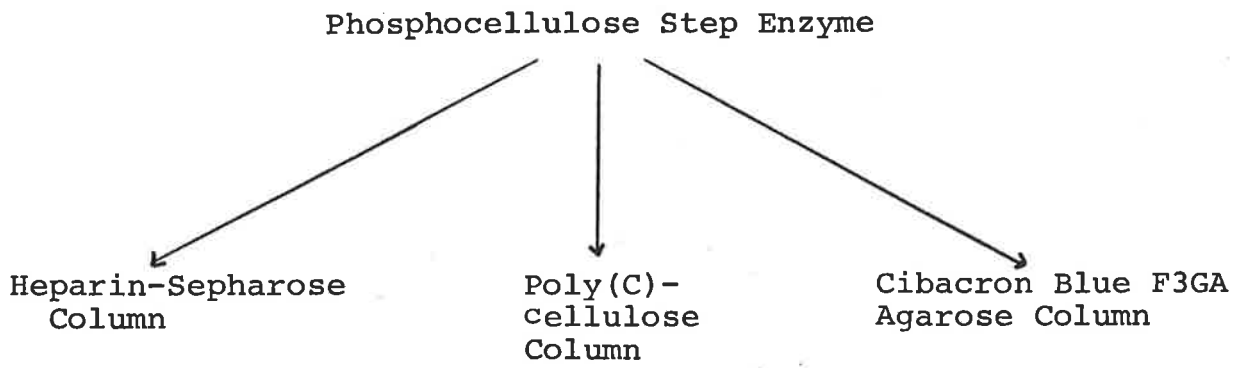 Phosphocellulose Step Enzyme
Heparin-Sepharose
Column
Poly(C)-
cellulose
Column
Cibacron Blue F3GA
Agarose Column